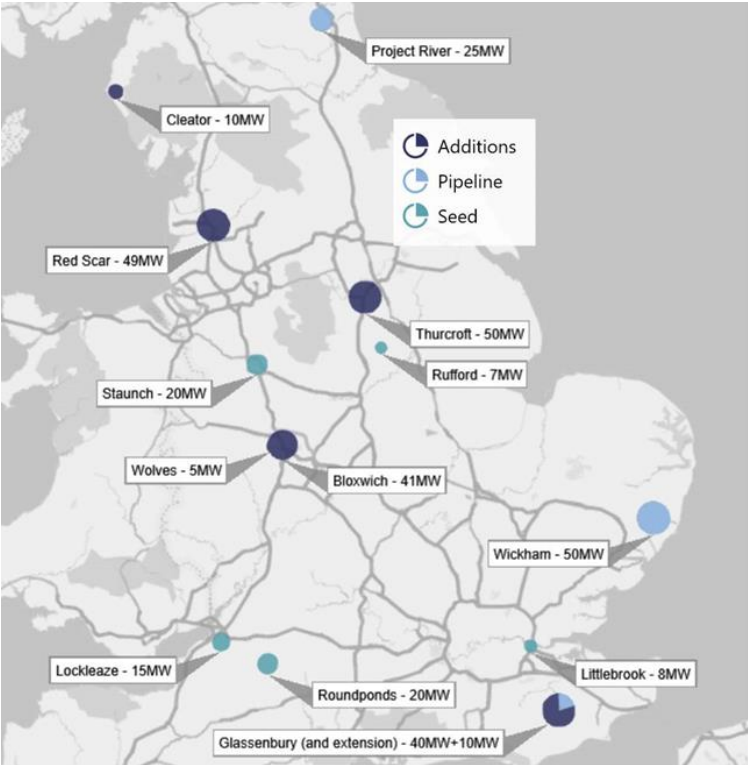 Project River - 25MW
Cleator - 10MW
Additions
Pipeline
Seed
Red Scar - 49MW
Thurcroft - 50MW
Rufford - 7MW
Staunch - 20MW
Wolves - 5MW
Bloxwich - 41MW
Wickham - 50MW
Lockleaze - 15MW
Littlebrook - 8MW
Roundponds - 20MW
Glassenbury (and extension) - 40MW+10MW